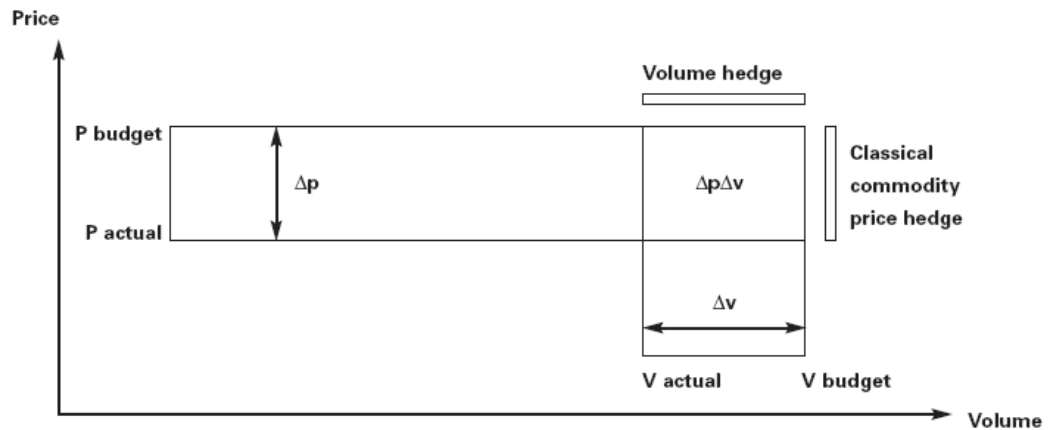 Price
Volume hedge
P budget
Δp
ΔpΔv
Classical
commodity
price hedge
P actual
Δv
V actual
V budget
Volume